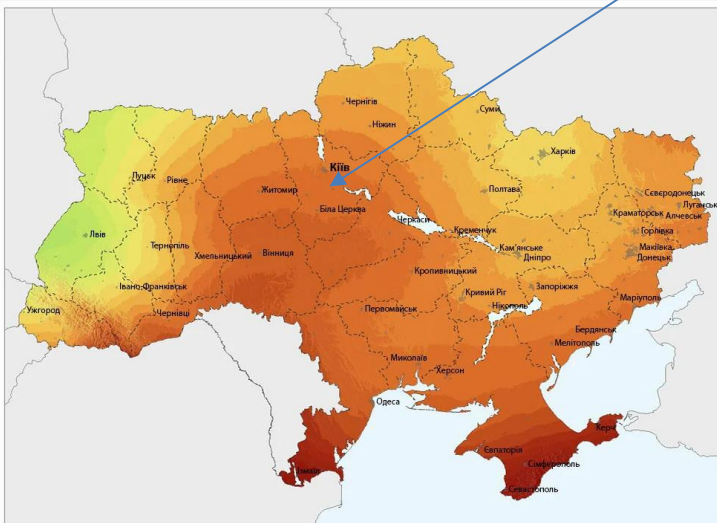 Чернігів
Суми
Ніжин
Київ
Харків
Луцьк
Рівне
Житомир
Полтава
Сєвєродонецьк
Луганськ
Біла Церква
Черкаси
Краматорськ
Алчевськ
Львів
Кременчук
Горлівка
Тернопіль
Хмельницький
Вінниця
Кам'янське
Дніпро
Макіївка
Донецьк
Кропивницький
Івано-Франківськ
Запоріжжя
Ужгород
Чернівці
Первомайськ
Кривий Ріг
Нікополь
Маріуполь
Бердянськ
Мелітополь
Миколаїв
Херсон
Одеса
Керч
Євпаторія
Ізмаїл
Сімферополь
Севастополь